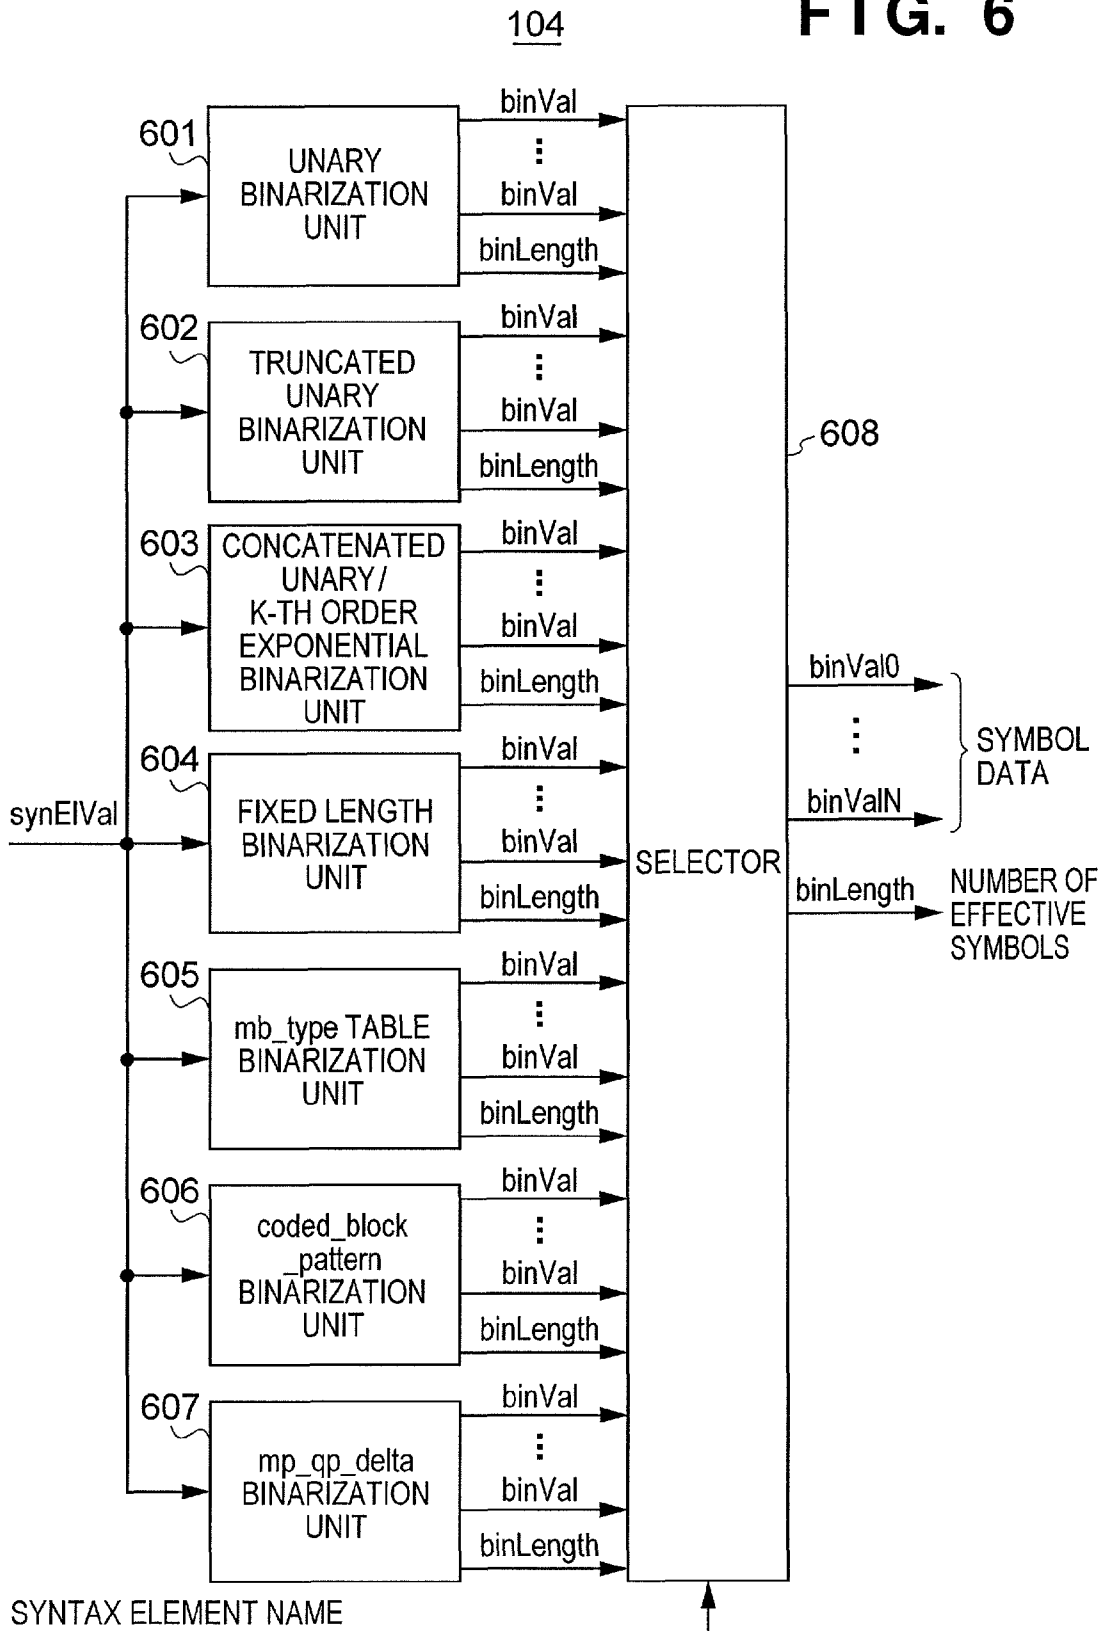 FIG. 6
104
synElVal
601
UNARY
BINARIZATION
UNIT
binVal
binVal
binLength
602
TRUNCATED
UNARY
BINARIZATION
UNIT
binVal
binVal
binLength
603
CONCATENATED
UNARY/
K-TH ORDER
EXPONENTIAL
BINARIZATION
UNIT
binVal
binVal
binLength
604
FIXED LENGTH
BINARIZATION
UNIT
binVal
binVal
binLength
605
mb_type TABLE
BINARIZATION
UNIT
binVal
binVal
binLength
606
coded_block
_pattern
BINARIZATION
UNIT
binVal
binVal
binLength
607
mp_qp_delta
BINARIZATION
UNIT
binVal
binVal
binLength
608
SELECTOR
binVal0
binValN
SYMBOL
DATA
binLength
NUMBER OF
EFFECTIVE
SYMBOLS
SYNTAX ELEMENT NAME